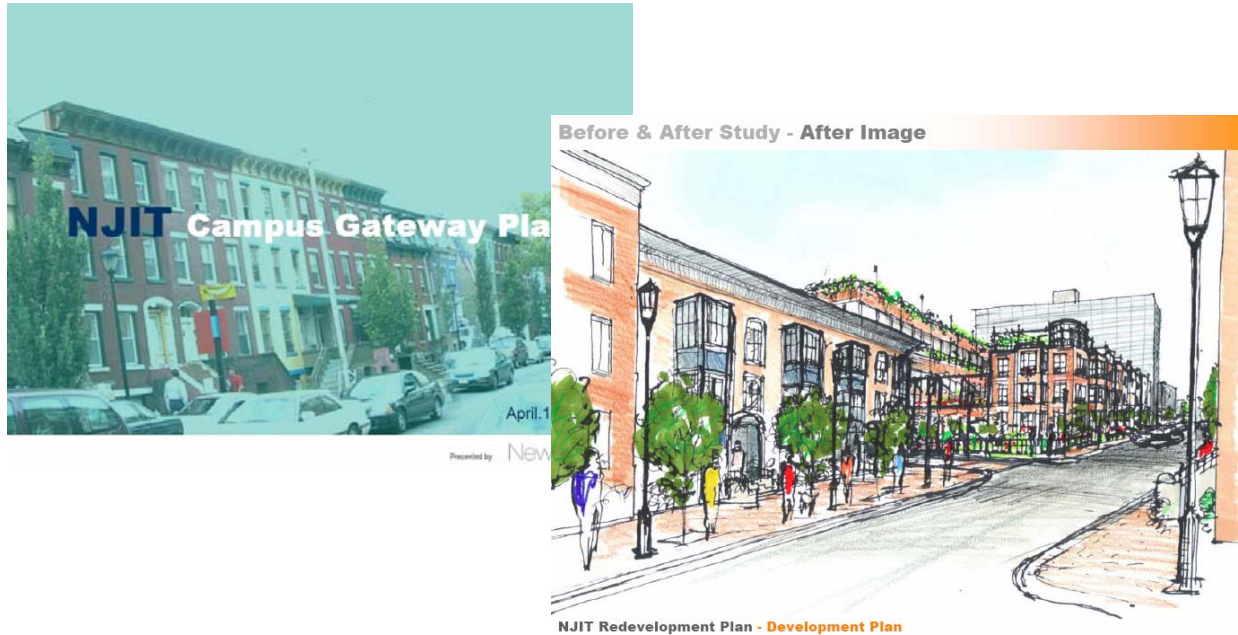 NJIT Campus Gateway Pla
April.1
Presented by New
Before & After Study - After Image
NJIT Redevelopment Plan - Development Plan